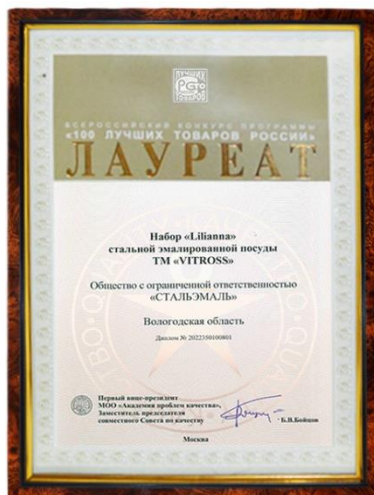 100 ЛУЧШИХ ТОВАРОВ
ВСЕРОССИЙСКИЙ КОНКУРС ПРОГРАММЫ
«100 ЛУЧШИХ ТОВАРОВ РОССИИ»
ЛАУРЕАТ
Набор «Lilianna»
стальной эмалированной посуды
ТМ «VITROSS»
Общество с ограниченной ответственностью
«СТАЛЬЭМАЛЬ»
Вологодская область
Диплом № 2022350100801
Первый вице-президент
МОО «Академия проблем качества»,
Заместитель председателя
совместного Совета по качеству
Б.В.Бойцов
Москва